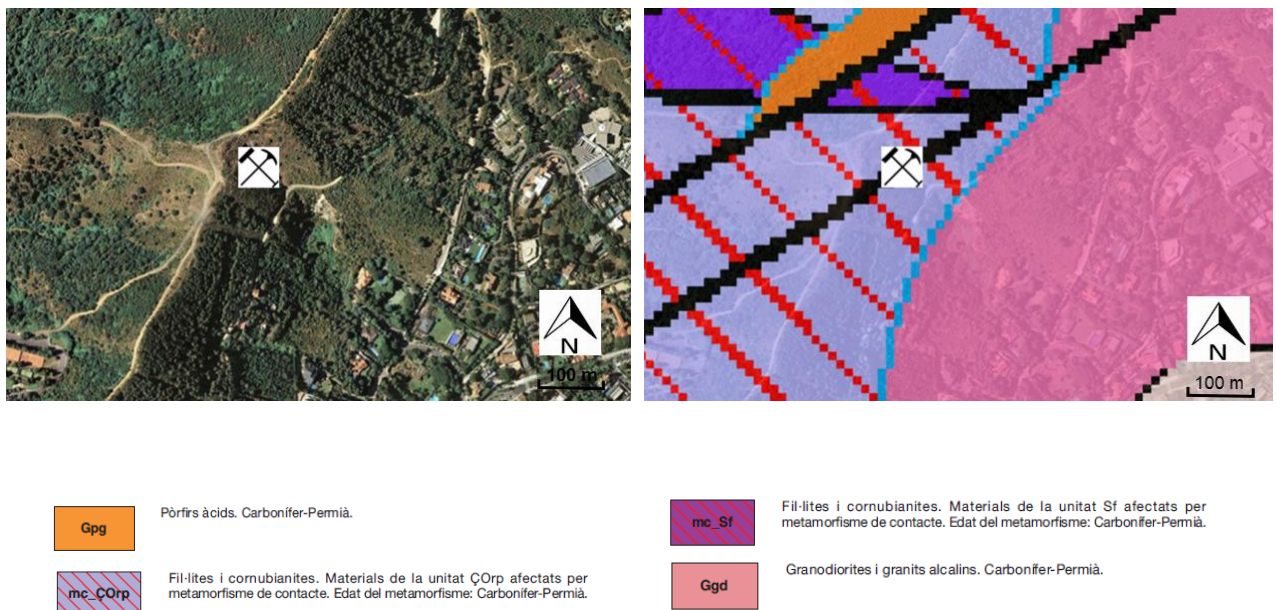 N
100 m
N
100 m
Gpg
Pòrfirs àcids. Carbonífer-Permià.
mc_ÇOrp
Fil·lites i cornubianites. Materials de la unitat ÇOrp afectats per
metamorfisme de contacte. Edat del metamorfisme: Carbonífer-Permià.
mc_Sf
Fil·lites i cornubianites. Materials de la unitat Sf afectats per
metamorfisme de contacte. Edat del metamorfisme: Carbonífer-Permià.
Ggd
Granodiorites i granits alcalins. Carbonífer-Permià.